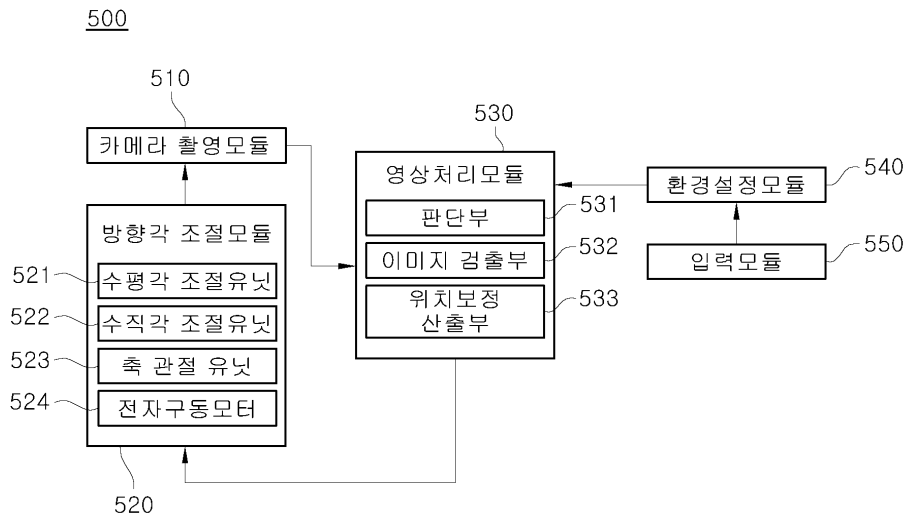 500
510
카메라 촬영모듈
방향각 조절모듈
521
수평각 조절유닛
522
수직각 조절유닛
523
축 관절 유닛
524
전자구동모터
520
530
영상처리모듈
판단부
531
이미지 검출부
532
위치보정
산출부
533
환경설정모듈
540
입력모듈
550